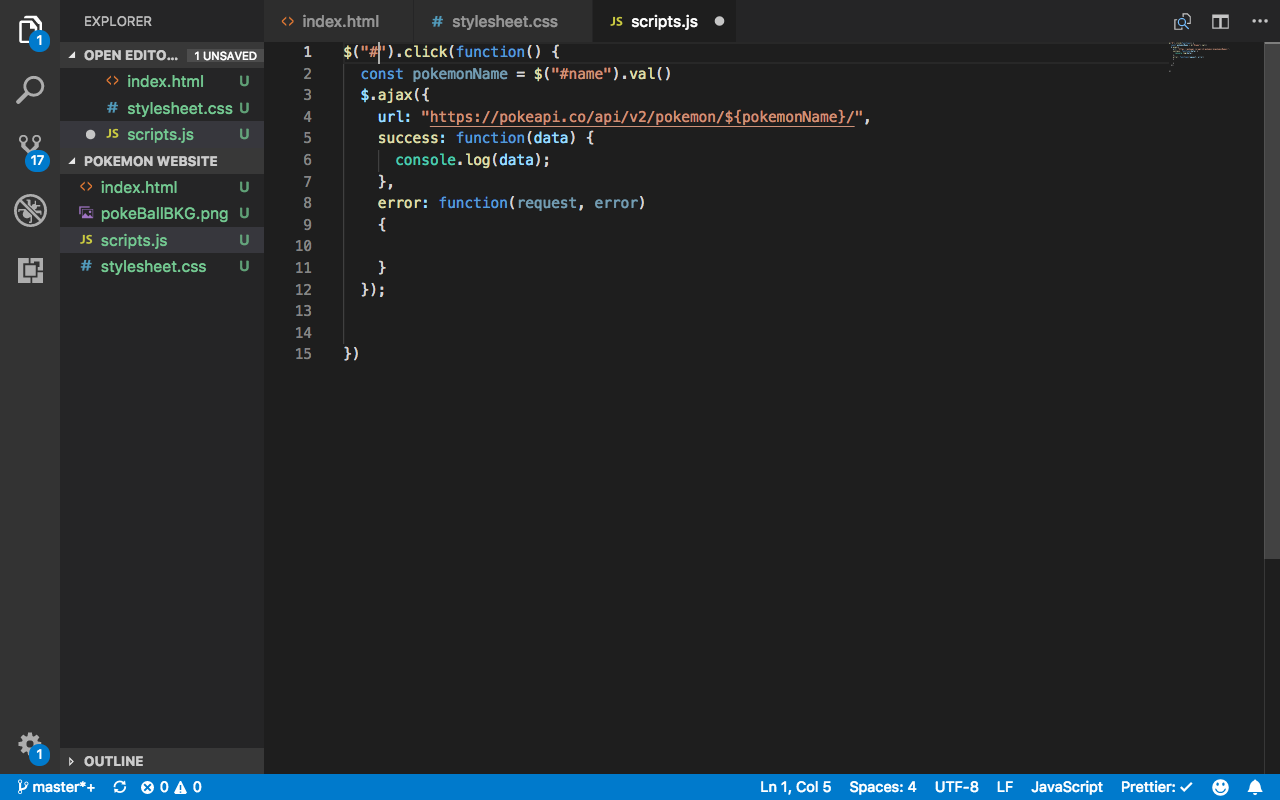 EXPLORER
OPEN EDITO... 1 UNSAVED
index.html U
# stylesheet.css U
JS scripts.js U
POKEMON WEBSITE
index.html U
pokeBallBKG.png U
JS scripts.js U
# stylesheet.css U
OUTLINE
1
17
1
<> index.html # stylesheet.css JS scripts.js
1 $("#").click(function() {
2 const pokemonName = $("#name").val()
3 $.ajax({
4 url: "https://pokeapi.co/api/v2/pokemon/${pokemonName}/",
5 success: function(data) {
6 console.log(data);
7 },
8 error: function(request, error)
9 {
10
11 }
12 });
13
14
15 })
master*+ 0 0 Ln 1, Col 5 Spaces: 4 UTF-8 LF JavaScript Prettier: ✓